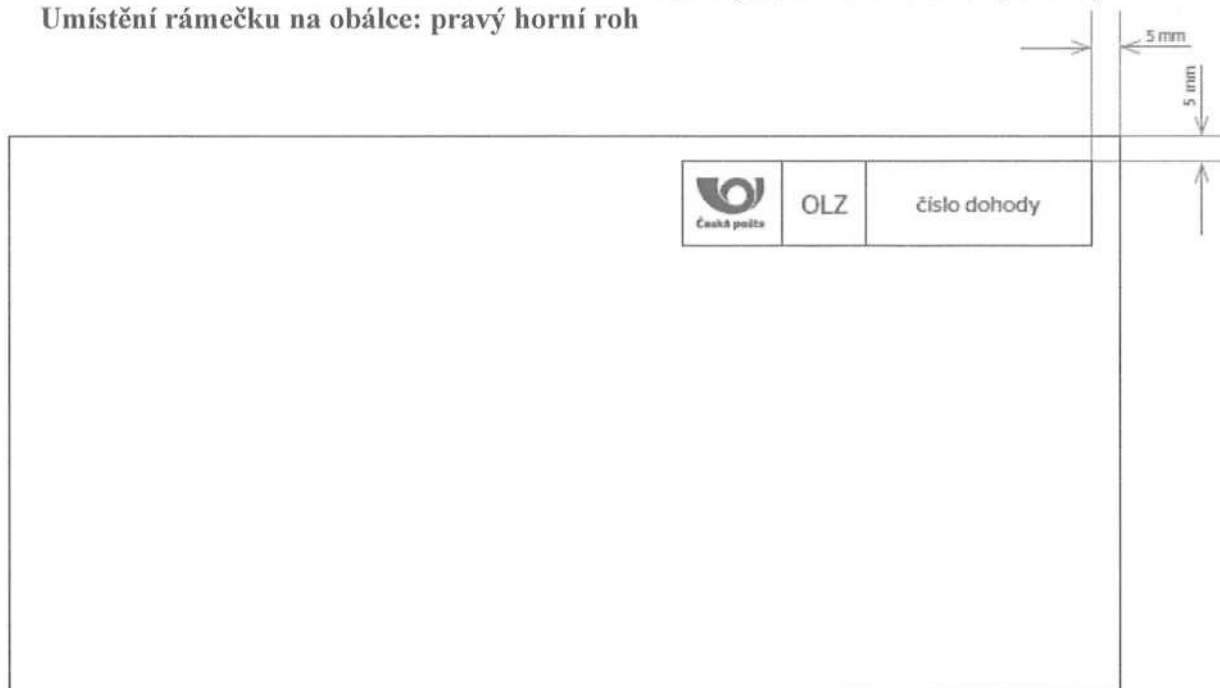 Umístění rámečku na obálce: pravý horní roh
5 mm
5 mm
Česká pošta
OLZ
číslo dohody